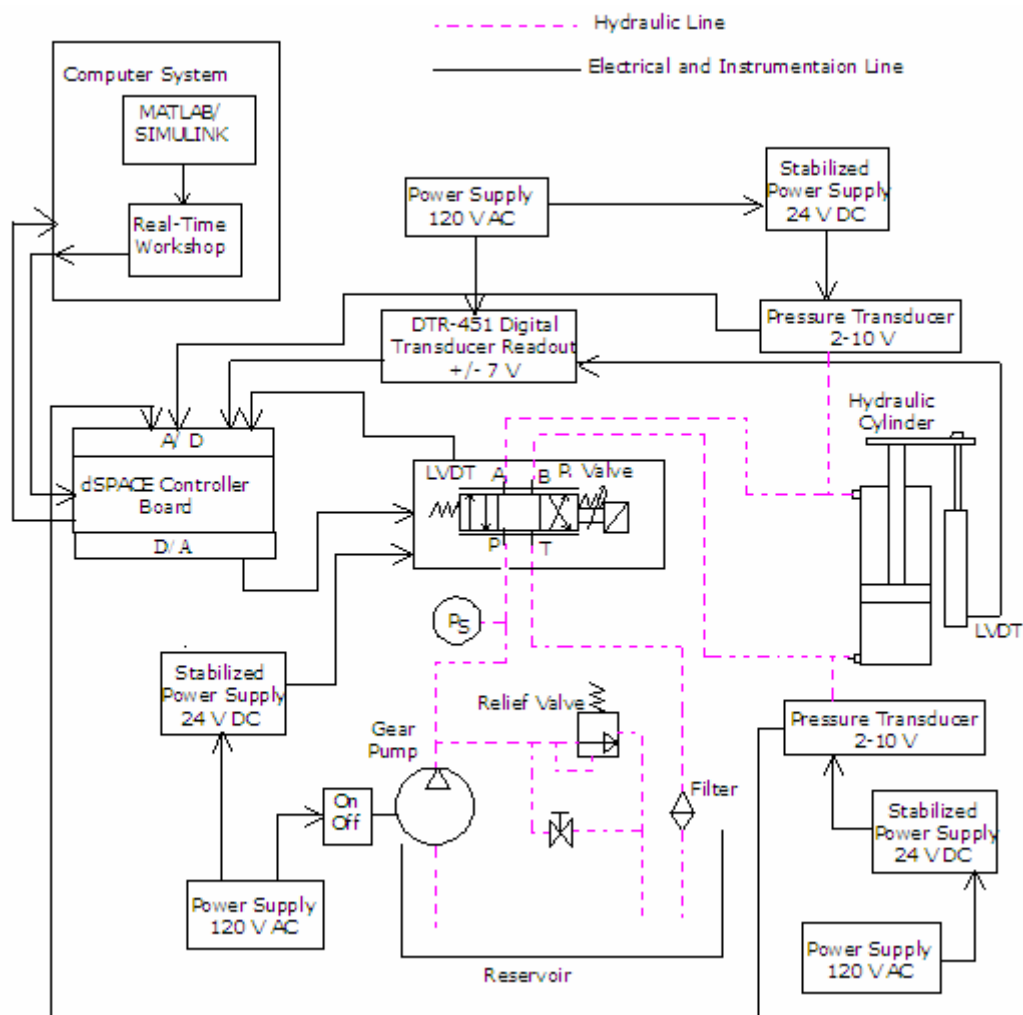 Hydraulic Line
Electrical and Instrumentaion Line
Computer System
MATLAB/
SIMULINK
Real-Time
Workshop
Power Supply
120 V AC
Stabilized
Power Supply
24 V DC
DTR-451 Digital
Transducer Readout
+/- 7 V
Pressure Transducer
2-10 V
Hydraulic
Cylinder
A/ D
dSPACE Controller
Board
D/A
LVDT A B P. Valve
P T
LVDT
PS
Stabilized
Power Supply
24 V DC
Relief Valve
Gear
Pump
Pressure Transducer
2-10 V
On
Off
Filter
Stabilized
Power Supply
24 VDC
Power Supply
120 V AC
Reservoir
Power Supply
120 V AC